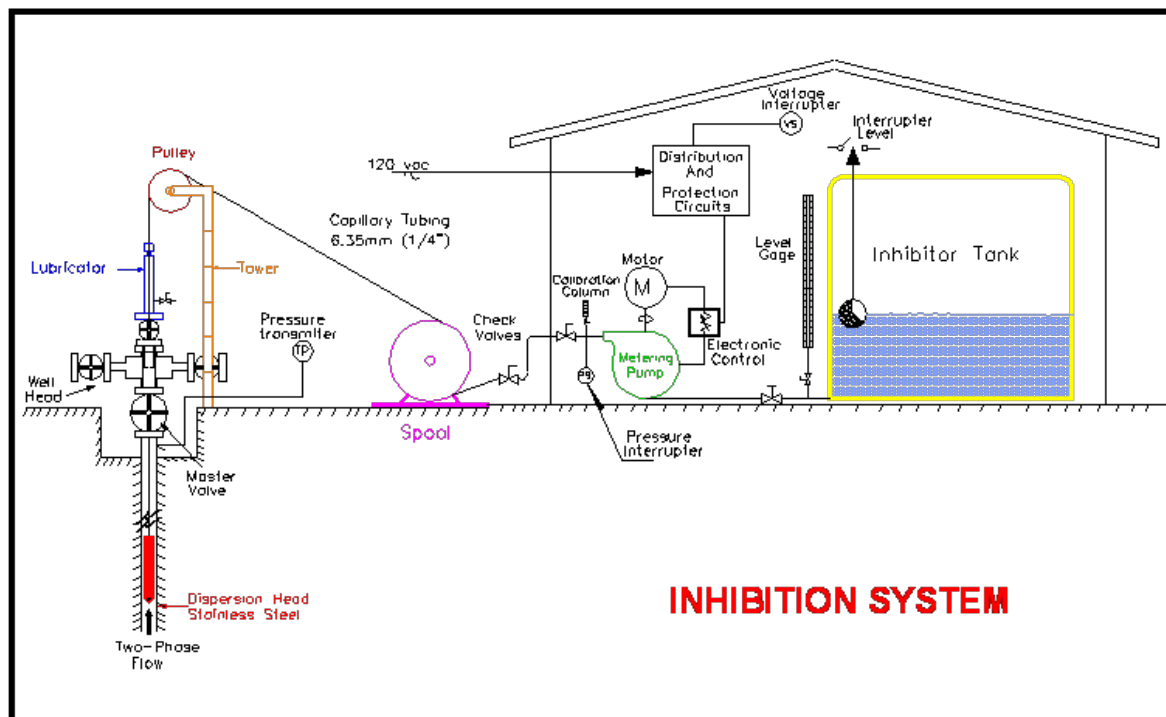 Voltage
Interrupter
VS
Interrupter
Level
Pulley
120 vac
Distribution
And
Protection
Circuits
Capillary Tubing
6.35mm (1/4")
Level
Gage
Inhibitor Tank
Lubricator
Tower
Motor
M
Calibration
Column
Pressure
transmiter
TP
Check
Valves
Electronic
Control
Metering
Pump
Well
Head
Spool
Pressure
Interrupter
Master
Valve
INHIBITION SYSTEM
Dispersion Head
Stainless Steel
Two-Phase
Flow